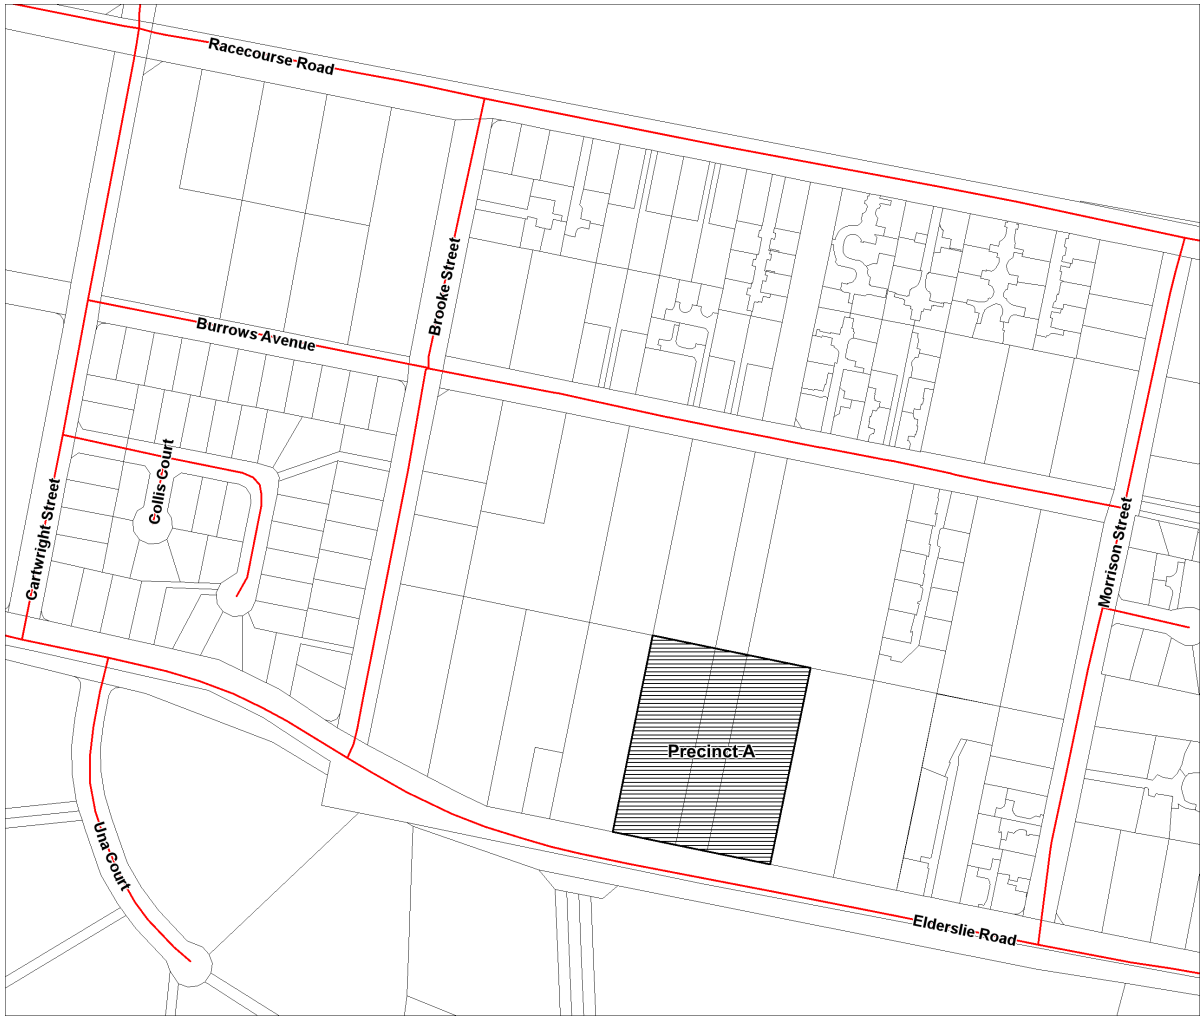 Racecourse Road
Brooke Street
Burrows Avenue
Collis Court
Cartwright Street
Morrison Street
Precinct A
Una Court
Elderslie Road